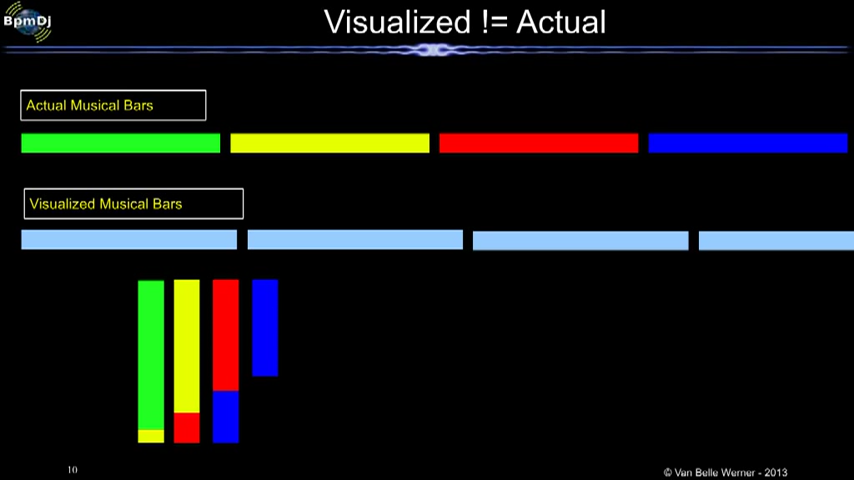 BpmDj
Visualized != Actual
Actual Musical Bars
Visualized Musical Bars
10
© Van Belle Werner - 2013